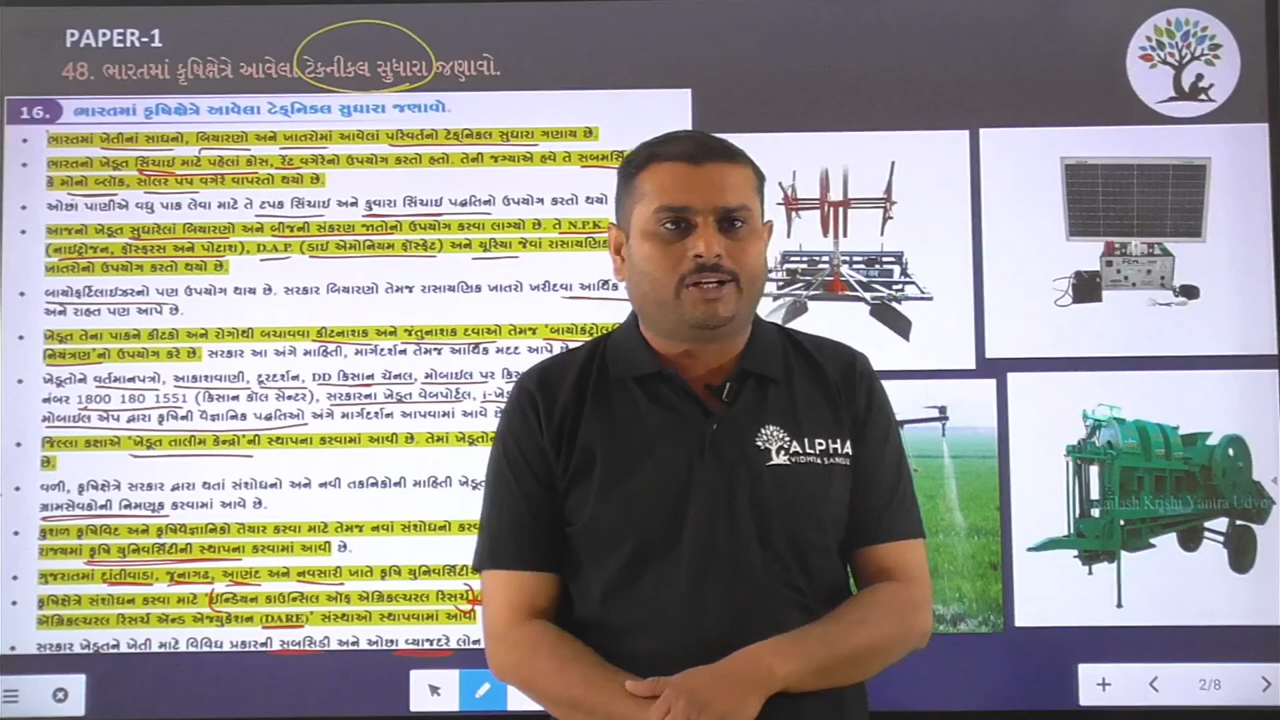 PAPER-1
48. ભારતમાં કૃષિક્ષેત્રે આવેલા ટેકનીકલ સુધારા જણાવો.
16. ભારતમાં કૃષિક્ષેત્રે આવેલા ટેક્નિકલ સુધારા જણાવો.
• ભારતમાં ખેતીનાં સાધનો, બિયારણો અને ખાતરોમાં આવેલાં પરિવર્તનો ટેક્નિકલ સુધારા ગણાય છે.
• ભારતનો ખેડૂત સિંચાઈ માટે પહેલાં કોસ, રેંટ વગેરેનો ઉપયોગ કરતો હતો. તેની જગ્યાએ હવે તે
કે મોનો બ્લૉક, સોલર પંપ વગેરે વાપરતો થયો છે.
• ઓછા પાણીએ વધુ પાક લેવા માટે તે ટપક સિંચાઈ અને ફુવારા સિંચાઈ પદ્ધતિનો ઉપયોગ કરતો થયો
• આજનો ખેડૂત સુધારેલાં બિયારણો અને બીજની સંકરણ જાતોનો ઉપયોગ કરવા લાગ્યો છે. તે N.P.K.
(નાઇટ્રોજન, ફૉસ્ફરસ અને પોટાશ), D.A.P. (ડાઇ એમોનિયમ ફૉસ્ફેટ) અને યૂરિયા જેવાં રાસાયણિક
ખાતરોનો ઉપયોગ કરતો થયો છે.
• બાયોફર્ટિલાઇઝરનો પણ ઉપયોગ થાય છે. સરકાર બિયારણો તેમજ રાસાયણિક ખાતરો ખરીદવા આર્થિક
અને રાહત પણ આપે છે.
• ખેડૂત તેના પાકને કીટકો અને રોગોથી બચાવવા કીટનાશક અને જંતુનાશક દવાઓ તેમજ
નિયંત્રણ'નો ઉપયોગ કરે છે. સરકાર આ અંગે માહિતી, માર્ગદર્શન તેમજ આર્થિક મદદ આપે છે.
• ખેડૂતોને વર્તમાનપત્રો, આકાશવાણી, દૂરદર્શન, DD કિસાન ચૅનલ, મોબાઈલ પર
નંબર 1800 180 1551 (કિસાન કૉલ સેન્ટર), સરકારના ખેડૂત વેબપોર્ટલ,
મોબાઈલ એપ દ્વારા કૃષિની વૈજ્ઞાનિક પદ્ધતિઓ અંગે માર્ગદર્શન આપવામાં આવે છે
• જિલ્લા કક્ષાએ 'ખેડૂત તાલીમ કેન્દ્રો'ની સ્થાપના કરવામાં આવી છે. તેમાં
છે.
• વળી, કૃષિક્ષેત્રે સરકાર દ્વારા થતાં સંશોધનો અને નવી તકનિકોની માહિતી
ગ્રામસેવકોની નિમણૂક કરવામાં આવે છે.
• કુશળ કૃષિવિદ અને કૃષિવૈજ્ઞાનિકો તૈયાર કરવા માટે તેમજ નવાં સંશોધનો
રાજ્યમાં કૃષિ યુનિવર્સિટીની સ્થાપના કરવામાં આવી છે.
• ગુજરાતમાં દાંતીવાડા, જૂનાગઢ, આણંદ અને નવસારી ખાતે કૃષિ
• કૃષિક્ષેત્રે સંશોધન કરવા માટે 'ઇન્ડિયન કાઉન્સિલ ઑફ ઍગ્રિકલ્ચરલ રિસર્ચ'
ઍગ્રિકલ્ચરલ રિસર્ચ ઍન્ડ ઍજ્યુકેશન (DARE)' સંસ્થાઓ સ્થાપવામાં આવી
• સરકાર ખેડૂતને ખેતી માટે વિવિધ પ્રકારની સબસિડી અને ઓછા વ્યાજદરે લોન
ALPHA
VIDHYA SANKUL
Kailash Krishi Yantra Udyo
2/8